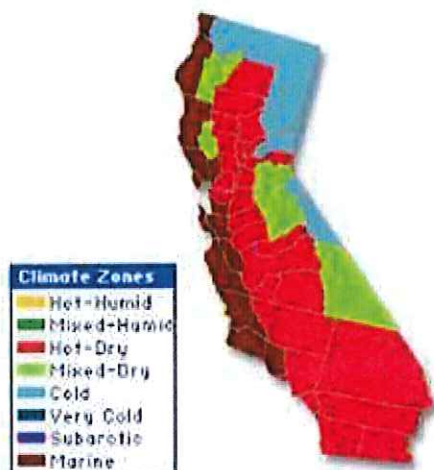 Climate Zones
Hot-Humid
Mixed-Humid
Hot-Dry
Mixed-Dry
Cold
Very Cold
Subarctic
Marine